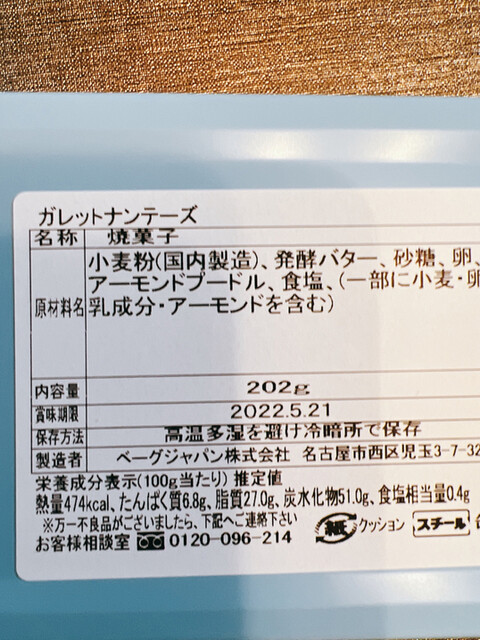 ガレットナンテーズ
名称 焼菓子
原材料名 小麦粉(国内製造)、発酵バター、砂糖、卵、
アーモンドプードル、食塩、(一部に小麦・卵
乳成分・アーモンドを含む)
内容量 202g
賞味期限 2022.5.21
保存方法 高温多湿を避け冷暗所で保存
製造者 ベーグジャパン株式会社 名古屋市西区児玉3-7-32
栄養成分表示(100g当たり) 推定値
熱量474kcal、たんぱく質6.8g、脂質27.0g、炭水化物51.0g、食塩相当量0.4g
※万一不良品がございましたら、下記へご連絡下さい
お客様相談室 0120-096-214
紙 クッション スチール